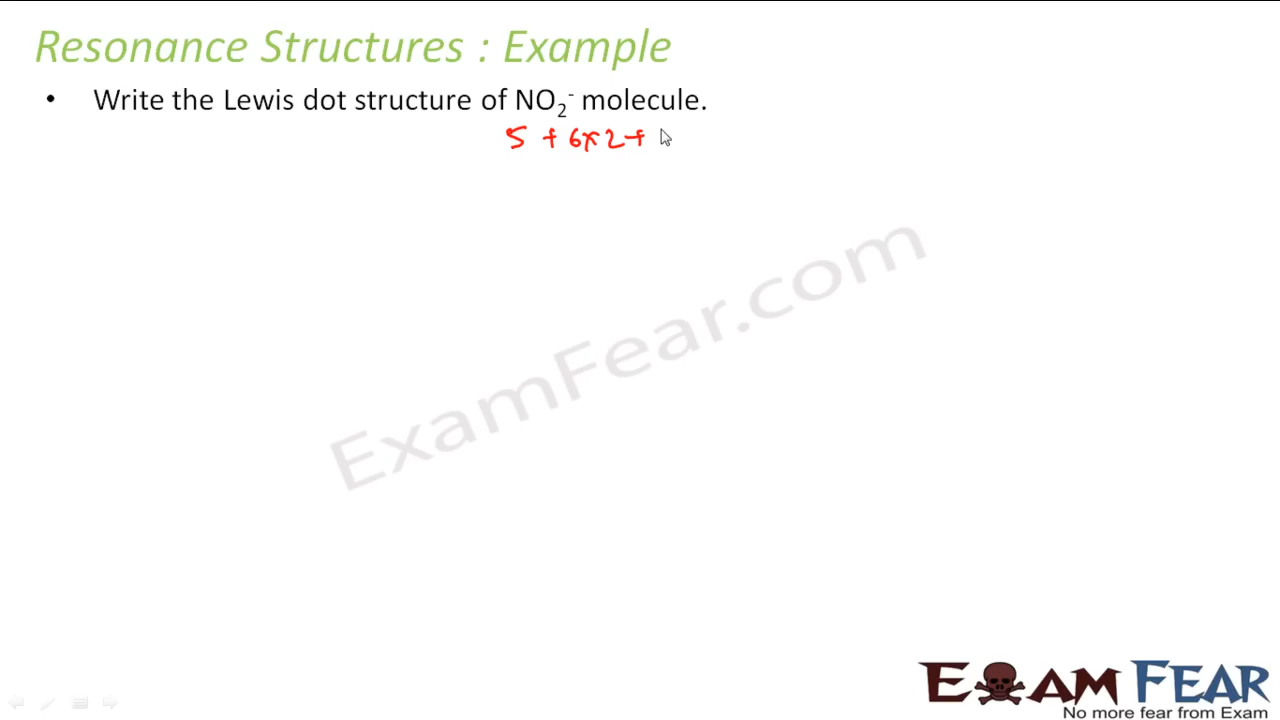 Resonance Structures : Example
• Write the Lewis dot structure of NO₂⁻ molecule.
5 + 6x2+
ExamFear.com
EXAM FEAR
No more fear from Exam